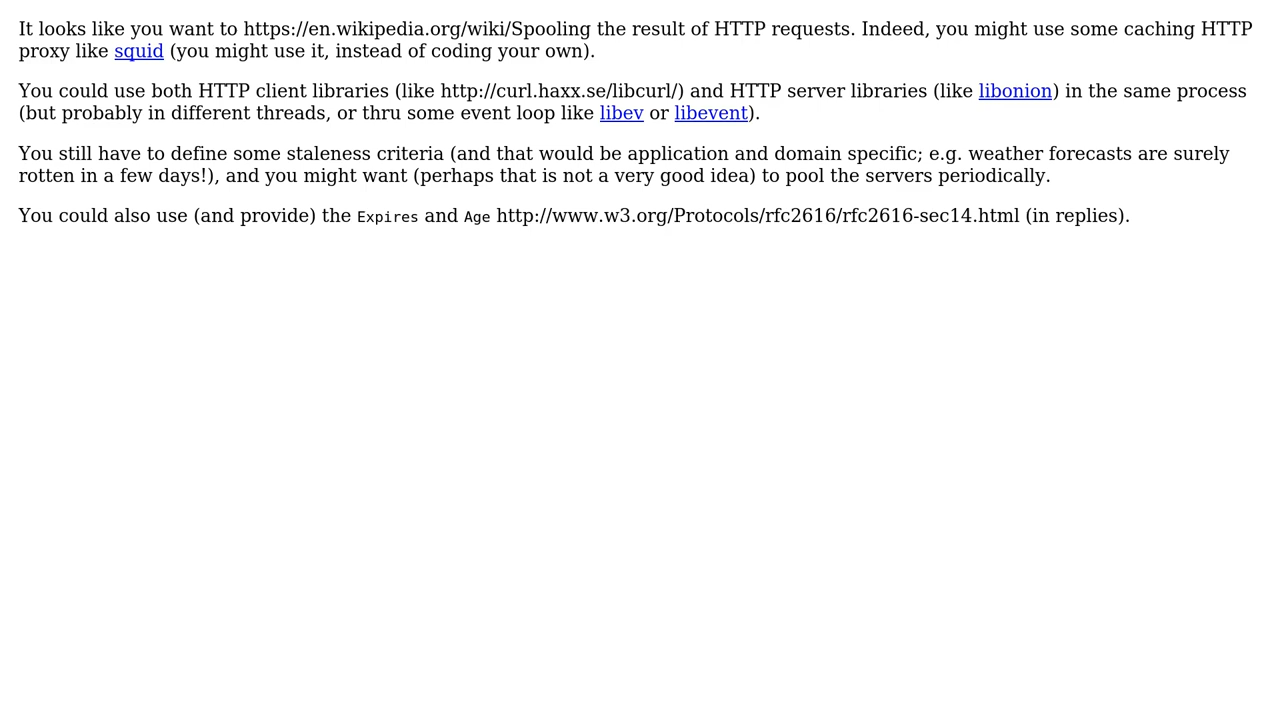 It looks like you want to https://en.wikipedia.org/wiki/Spooling the result of HTTP requests. Indeed, you might use some caching HTTP
proxy like squid (you might use it, instead of coding your own).
You could use both HTTP client libraries (like http://curl.haxx.se/libcurl/) and HTTP server libraries (like libonion) in the same process
(but probably in different threads, or thru some event loop like libev or libevent).
You still have to define some staleness criteria (and that would be application and domain specific; e.g. weather forecasts are surely
rotten in a few days!), and you might want (perhaps that is not a very good idea) to pool the servers periodically.
You could also use (and provide) the Expires and Age http://www.w3.org/Protocols/rfc2616/rfc2616-sec14.html (in replies).